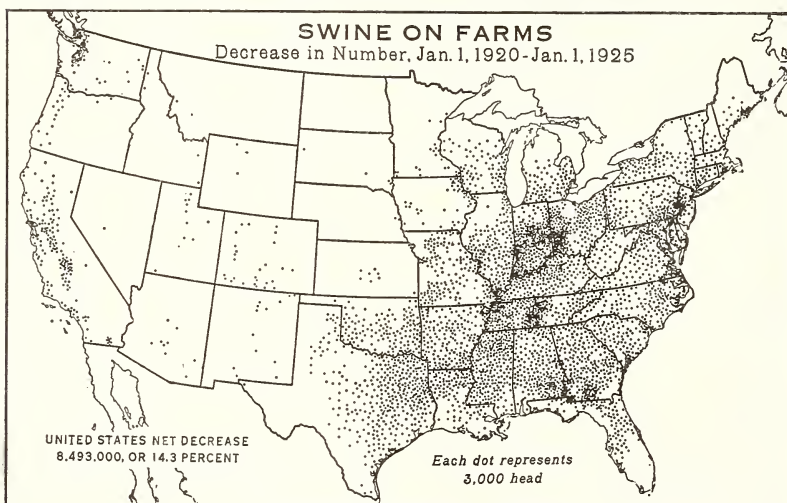 SWINE ON FARMS
Decrease in Number, Jan. 1, 1920-Jan. 1, 1925
UNITED STATES NET DECREASE
8,493,000, OR 14.3 PERCENT
Each dot represents
3,000 head